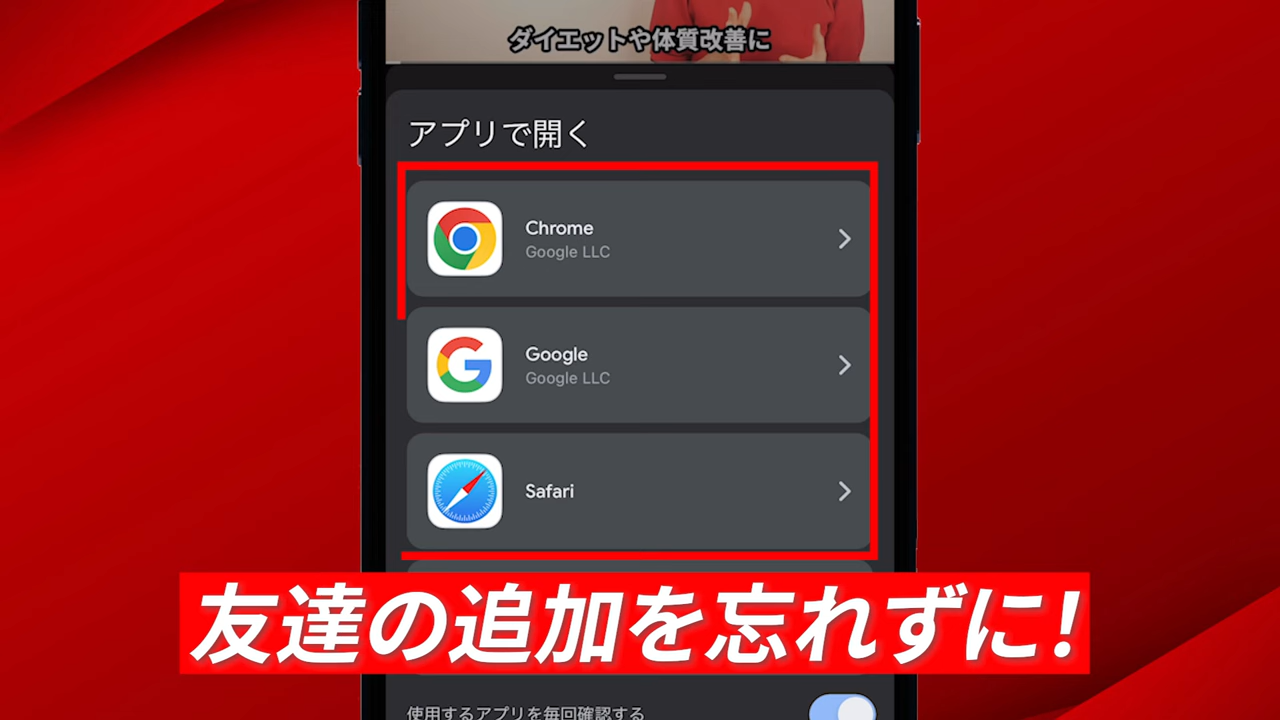 ダイエットや体質改善に
アプリで開く
Chrome
Google LLC
Google
Google LLC
Safari
友達の追加を忘れずに!
使用するアプリを毎回確認する